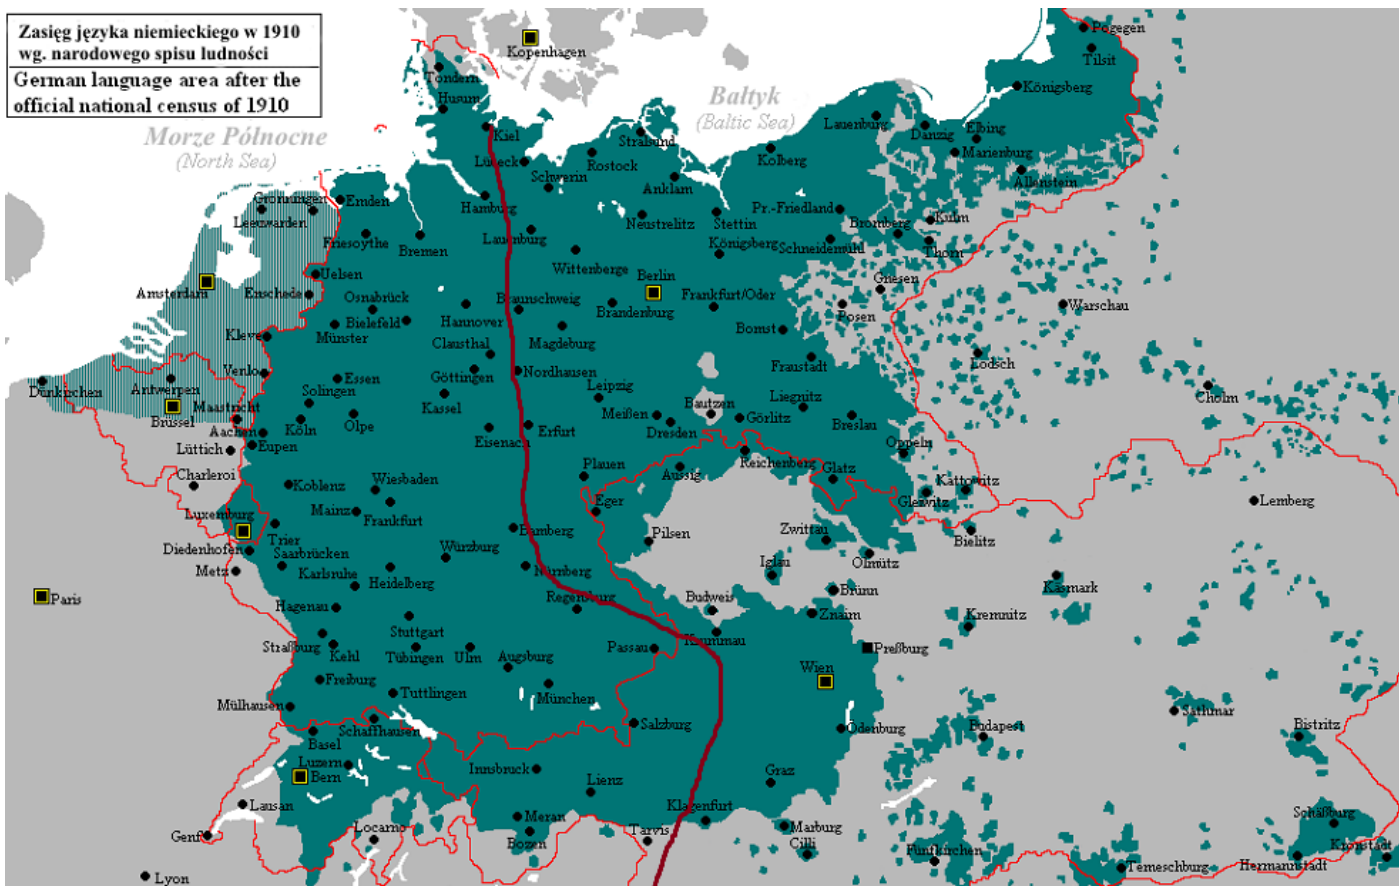 Zasięg języka niemieckiego w 1910
wg. narodowego spisu ludności
German language area after the
official national census of 1910
Kopenhagen
Pogegen
Tilsit
Tondern
Husum
Königsberg
Bałtyk
(Baltic Sea)
Morze Północne
(North Sea)
Kiel
Stralsund
Lauenburg
Danzig
Elbing
Marienburg
Lübeck
Rostock
Kolberg
Schwerin
Anklam
Allenstein
Gronningen
Leeuwarden
Emden
Hamburg
Neustrelitz
Stettin
Pr.-Friedland
Bromberg
Kulm
Friesoythe
Bremen
Lauenburg
Königsberg
Schneidemühl
Thorn
Wittenberge
Uelsen
Berlin
Gnesen
Amsterdam
Enschede
Osnabrück
Braunschweig
Brandenburg
Frankfurt/Oder
Posen
Warschau
Bielefeld
Hannover
Münster
Magdeburg
Bomst
Kleve
Clausthal
Fraustadt
Lodsch
Venlo
Essen
Göttingen
Nordhausen
Leipzig
Dünkirchen
Antwerpen
Solingen
Kassel
Meißen
Bautzen
Liegnitz
Cholm
Maastricht
Brüssel
Köln
Olpe
Görlitz
Breslau
Aachen
Eupen
Eisenach
Erfurt
Dresden
Lüttich
Oppeln
Charleroi
Koblenz
Wiesbaden
Plauen
Aussig
Reichenberg
Glatz
Kattowitz
Gleiwitz
Luxemburg
Mainz
Frankfurt
Eger
Lemberg
Trier
Bamberg
Pilsen
Zwittau
Bielitz
Diedenhofen
Saarbrücken
Würzburg
Olmütz
Metz
Karlsruhe
Heidelberg
Nürnberg
Iglau
Käsmark
Paris
Hagenau
Regensburg
Budweis
Brünn
Znaim
Kremnitz
Straßburg
Stuttgart
Krummau
Kehl
Tübingen
Ulm
Augsburg
Passau
Preßburg
Wien
Freiburg
Tuttlingen
München
Mülhausen
Schaffhausen
Salzburg
Ödenburg
Budapest
Sathmar
Bistritz
Basel
Luzern
Bern
Innsbruck
Lienz
Graz
Lausan
Klagenfurt
Schäßburg
Genf
Locarno
Meran
Bozen
Tarvis
Marburg
Cilli
Fünfkirchen
Temeschburg
Hermannstadt
Kronstadt
Lyon